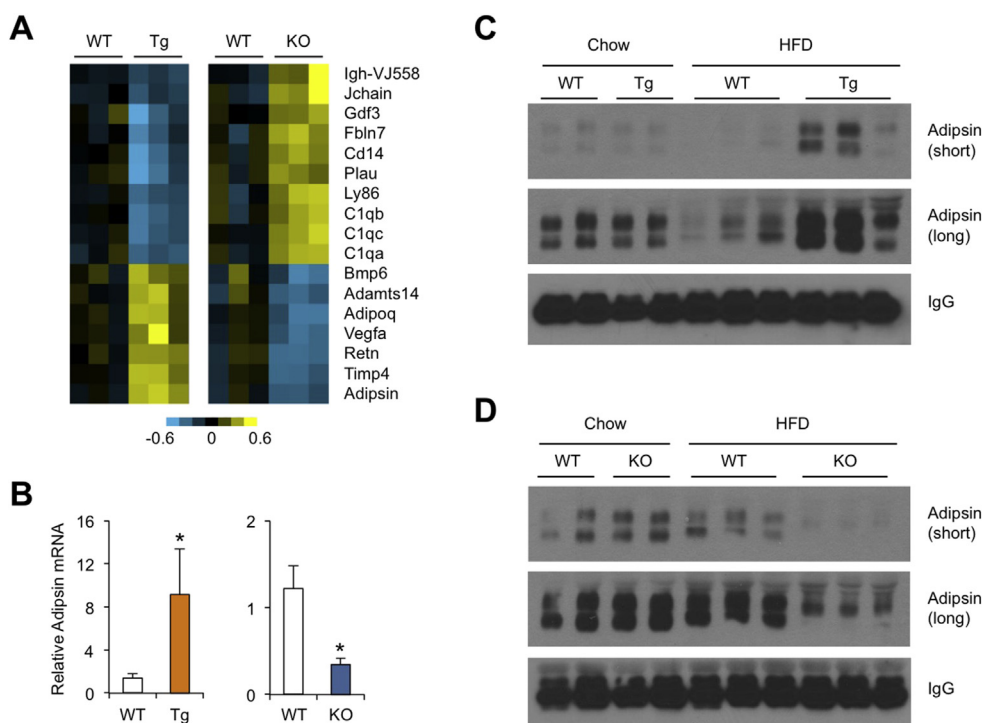 A
WT Tg WT KO
Igh-VJ558
Jchain
Gdf3
Fbln7
Cd14
Plau
Ly86
C1qb
C1qc
C1qa
Bmp6
Adamts14
Adipoq
Vegfa
Retn
Timp4
Adipsin
-0.6 0 0.6
B
Relative Adipsin mRNA
16
12
8
4
0
*
WT Tg
2
1
0
*
WT KO
C
Chow HFD
WT Tg WT Tg
Adipsin
(short)
Adipsin
(long)
IgG
D
Chow HFD
WT KO WT KO
Adipsin
(short)
Adipsin
(long)
IgG